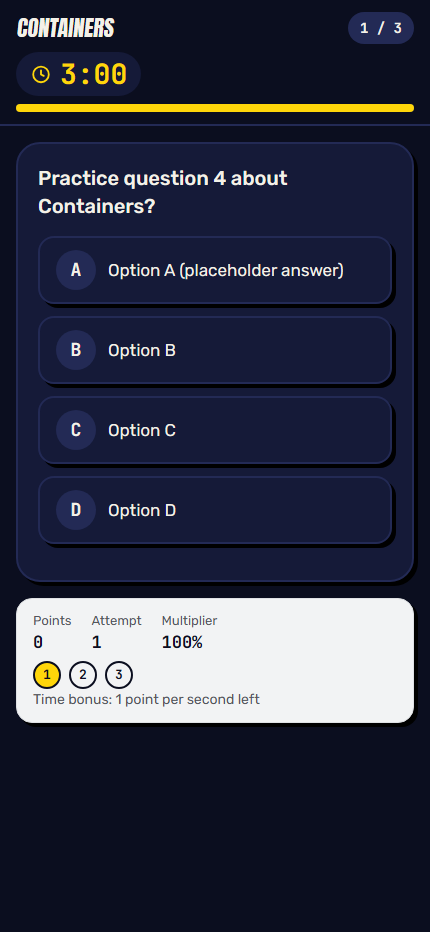 CONTAINERS
1 / 3
3:00
Practice question 4 about
Containers?
A Option A (placeholder answer)
B Option B
C Option C
D Option D
Points Attempt Multiplier
0 1 100%
1 2 3
Time bonus: 1 point per second left